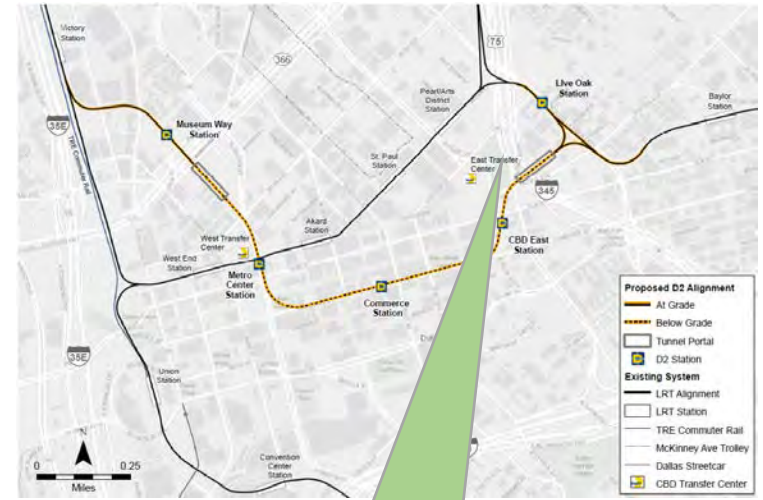 Victory
Station
366
75
Pearl/Arts
District
Station
Live Oak
Station
Baylor
Station
35E
Museum Way
Station
TRE Commuter Rail
St. Paul
Station
East Transfer
Center
345
Akard
Station
West Transfer
Center
West End
Station
CBD East
Station
Metro
Center
Station
Commerce
Station
35E
Union
Station
Convention
Center
Station
N
0 0.25
Miles
Proposed D2 Alignment
At Grade
Below Grade
Tunnel Portal
D2 Station
Existing System
LRT Alignment
LRT Station
TRE Commuter Rail
McKinney Ave Trolley
Dallas Streetcar
CBD Transfer Center